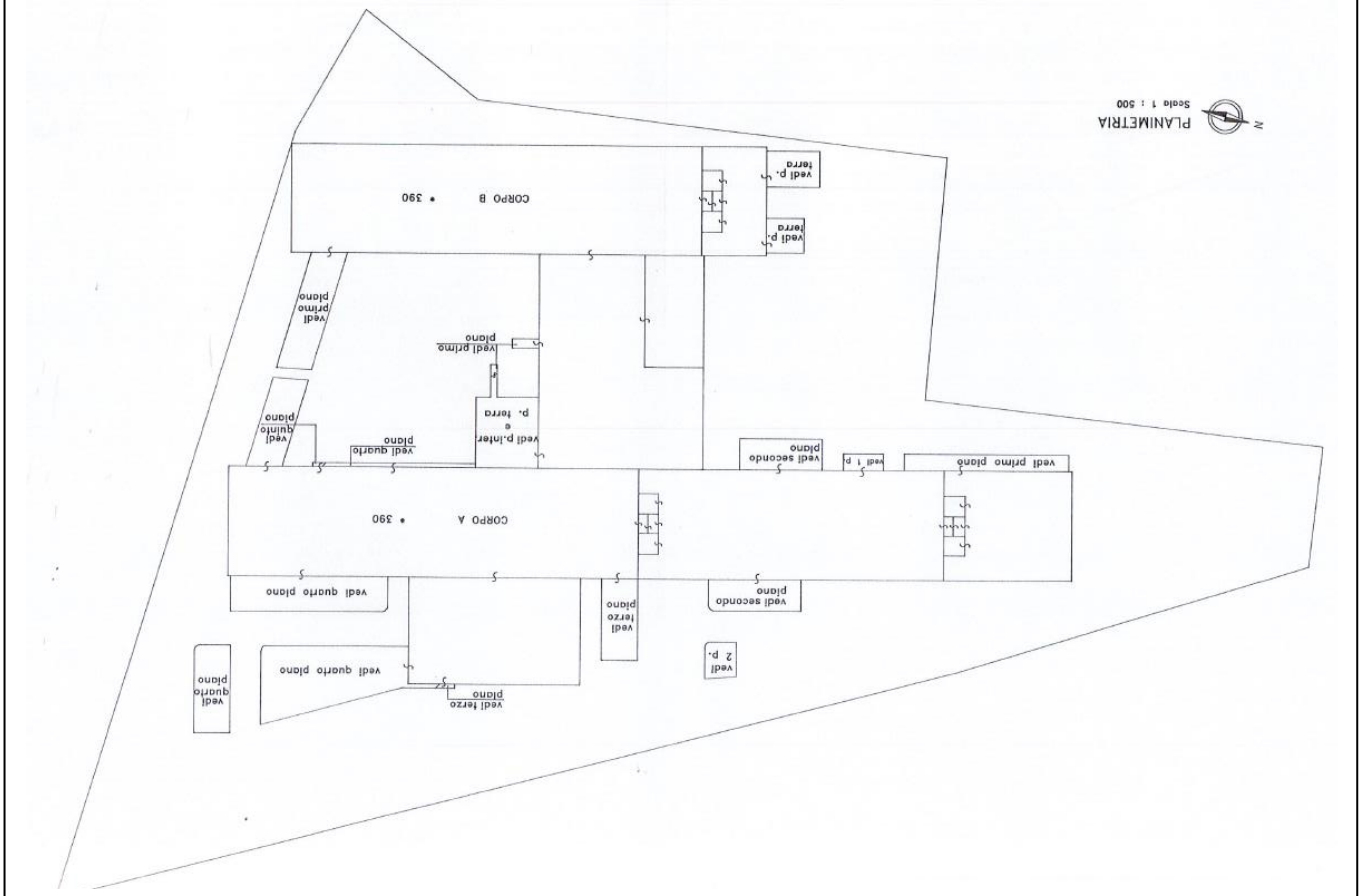 vedi terzo
piano
vedi
quarto
piano
vedi quarto piano
vedi
2 p.
vedi secondo
piano
vedi
terzo
piano
vedi quarto piano
CORPO A • 390
vedi primo piano
vedi 1 p.
vedi secondo
piano
vedi p.inter.
e
p. terra
vedi quarto
piano
vedi
quinto
piano
vedi primo
piano
vedi
primo
piano
vedi p.
terra
CORPO B • 390
vedi p.
terra
N
PLANIMETRIA
Scala 1 : 500